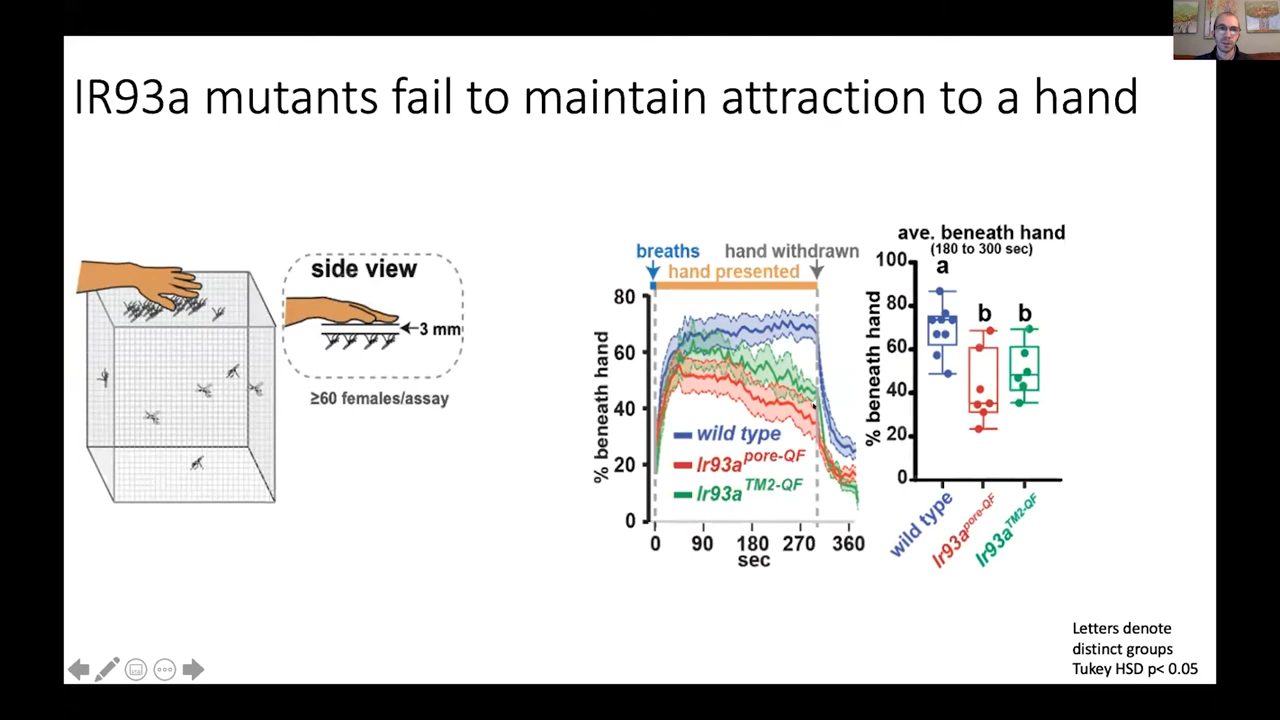 IR93a mutants fail to maintain attraction to a hand
side view
3 mm
≥60 females/assay
breaths
hand withdrawn
hand presented
% beneath hand
80
60
40
20
0
wild type
Ir93a pore-QF
Ir93a TM2-QF
0 90 180 270 360
sec
ave. beneath hand
(180 to 300 sec)
% beneath hand
100
80
60
40
20
0
a
b
b
wild type
Ir93a pore-QF
Ir93a TM2-QF
Letters denote
distinct groups
Tukey HSD p< 0.05